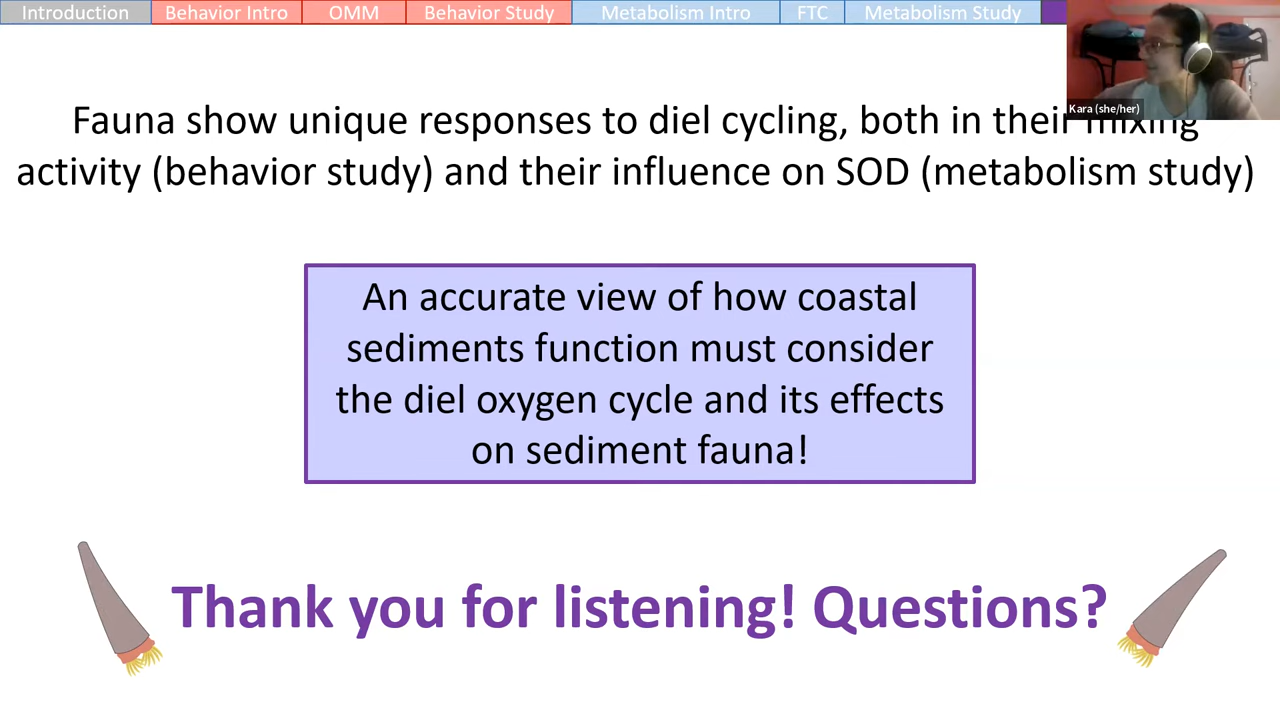 Introduction
Behavior Intro
OMM
Behavior Study
Metabolism Intro
FTC
Metabolism Study
Kara (she/her)
Fauna show unique responses to diel cycling, both in their mixing
activity (behavior study) and their influence on SOD (metabolism study)
An accurate view of how coastal
sediments function must consider
the diel oxygen cycle and its effects
on sediment fauna!
Thank you for listening! Questions?